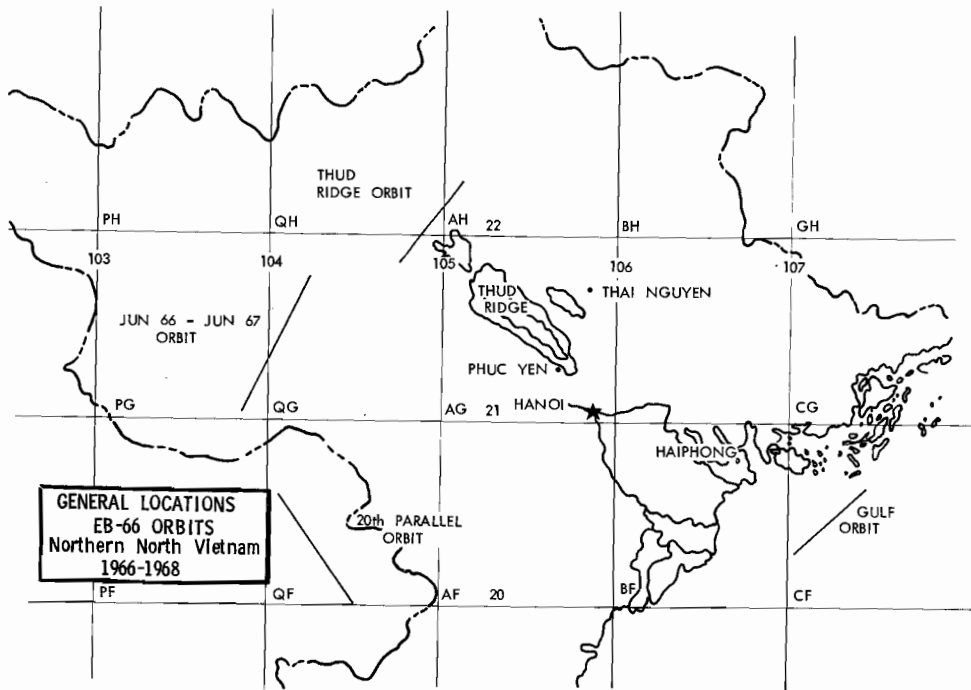 THUD
RIDGE ORBIT
PH
QH
AH 22
BH
GH
103
104
105
106
107
THUD
RIDGE
THAI NGUYEN
JUN 66 - JUN 67
ORBIT
PHUC YEN
HANOI
PG
QG
AG 21
CG
HAIPHONG
GENERAL LOCATIONS
EB-66 ORBITS
Northern North Vietnam
1966-1968
20th PARALLEL
ORBIT
GULF
ORBIT
PF
QF
AF 20
BF
CF